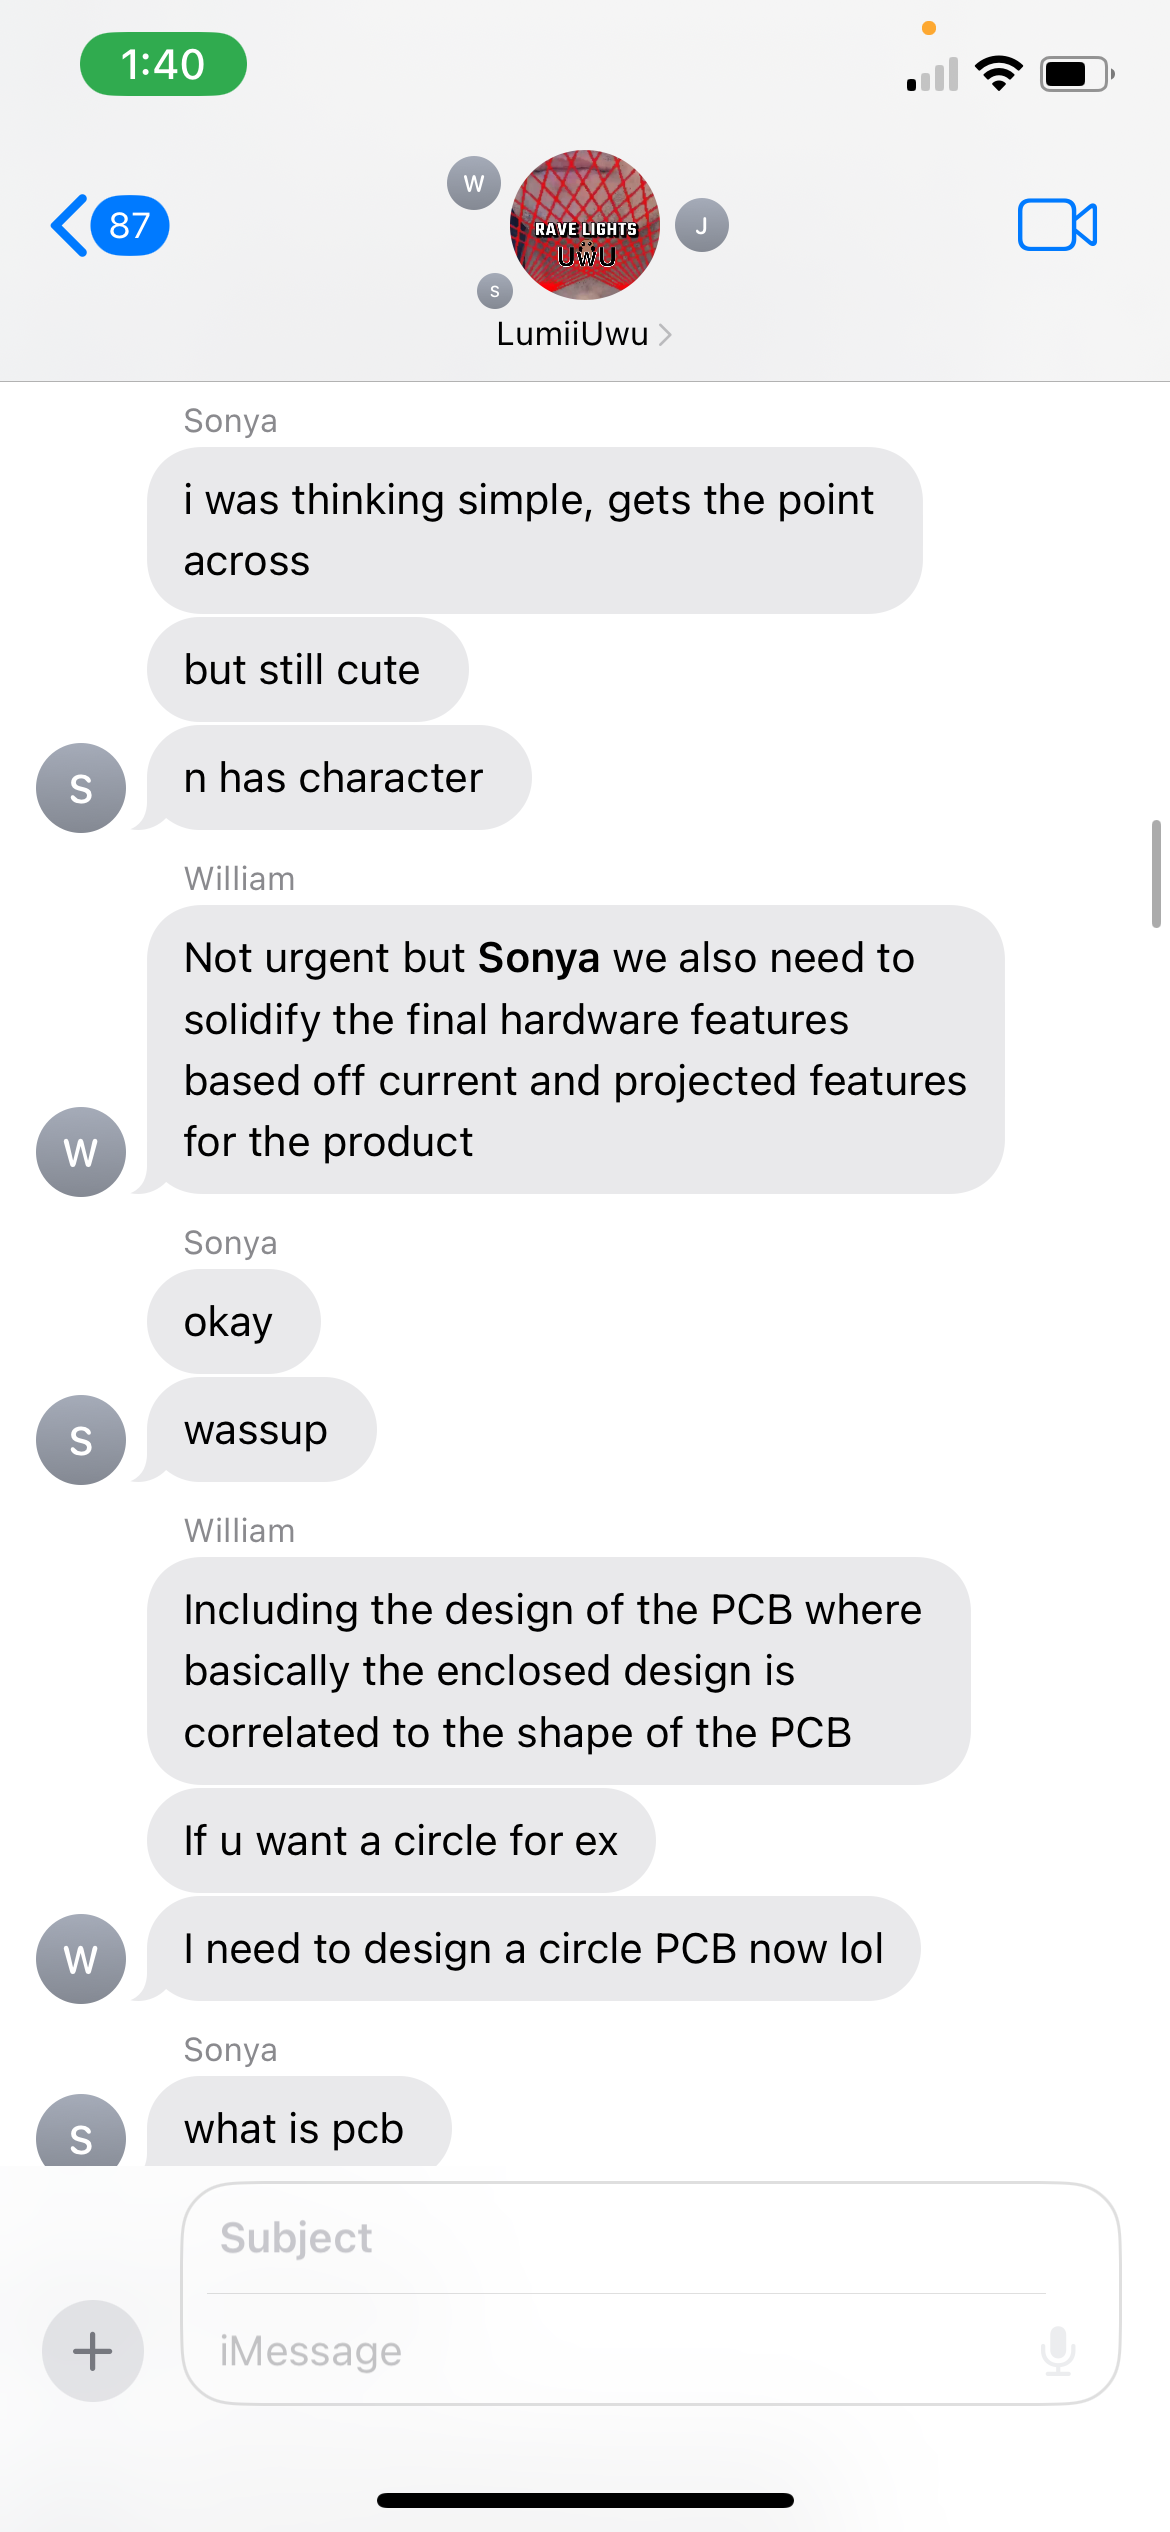 1:40
87
W
RAVE LIGHTS
UWU
J
S
LumiiUwu
Sonya
i was thinking simple, gets the point
across
but still cute
S
n has character
William
Not urgent but Sonya we also need to
solidify the final hardware features
based off current and projected features
for the product
W
Sonya
okay
S
wassup
William
Including the design of the PCB where
basically the enclosed design is
correlated to the shape of the PCB
If u want a circle for ex
W
I need to design a circle PCB now lol
Sonya
S
what is pcb
Subject
iMessage